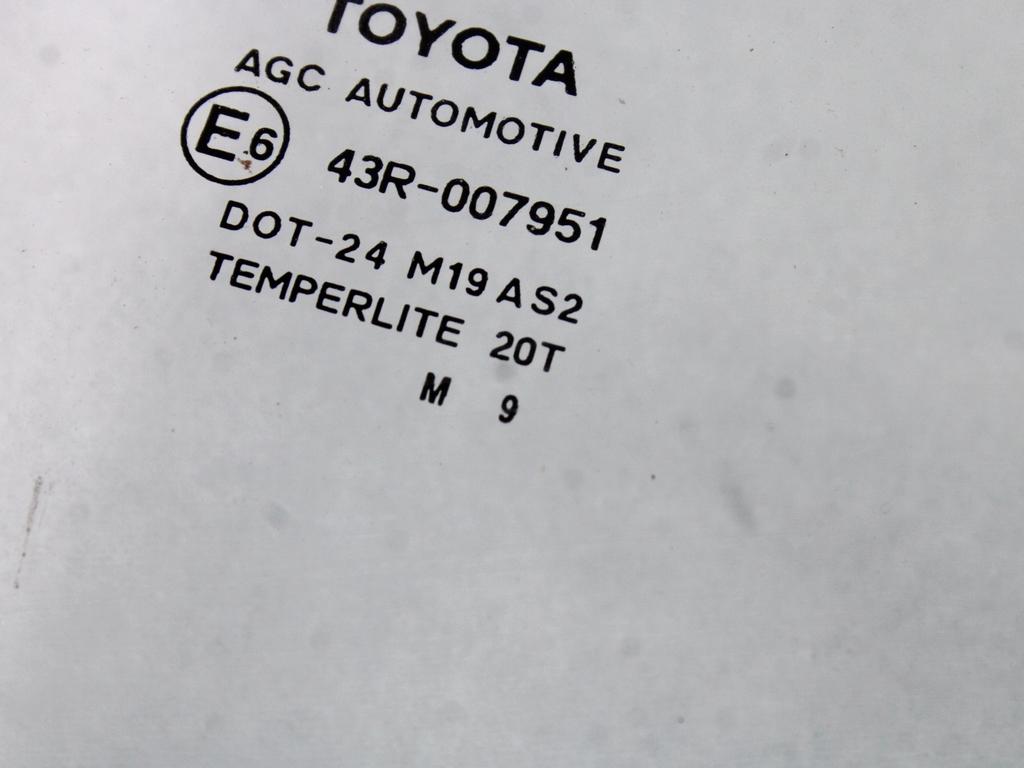 TOYOTA
AGC AUTOMOTIVE
E6 43R-007951
DOT-24 M19 AS2
TEMPERLITE 20T
M 9